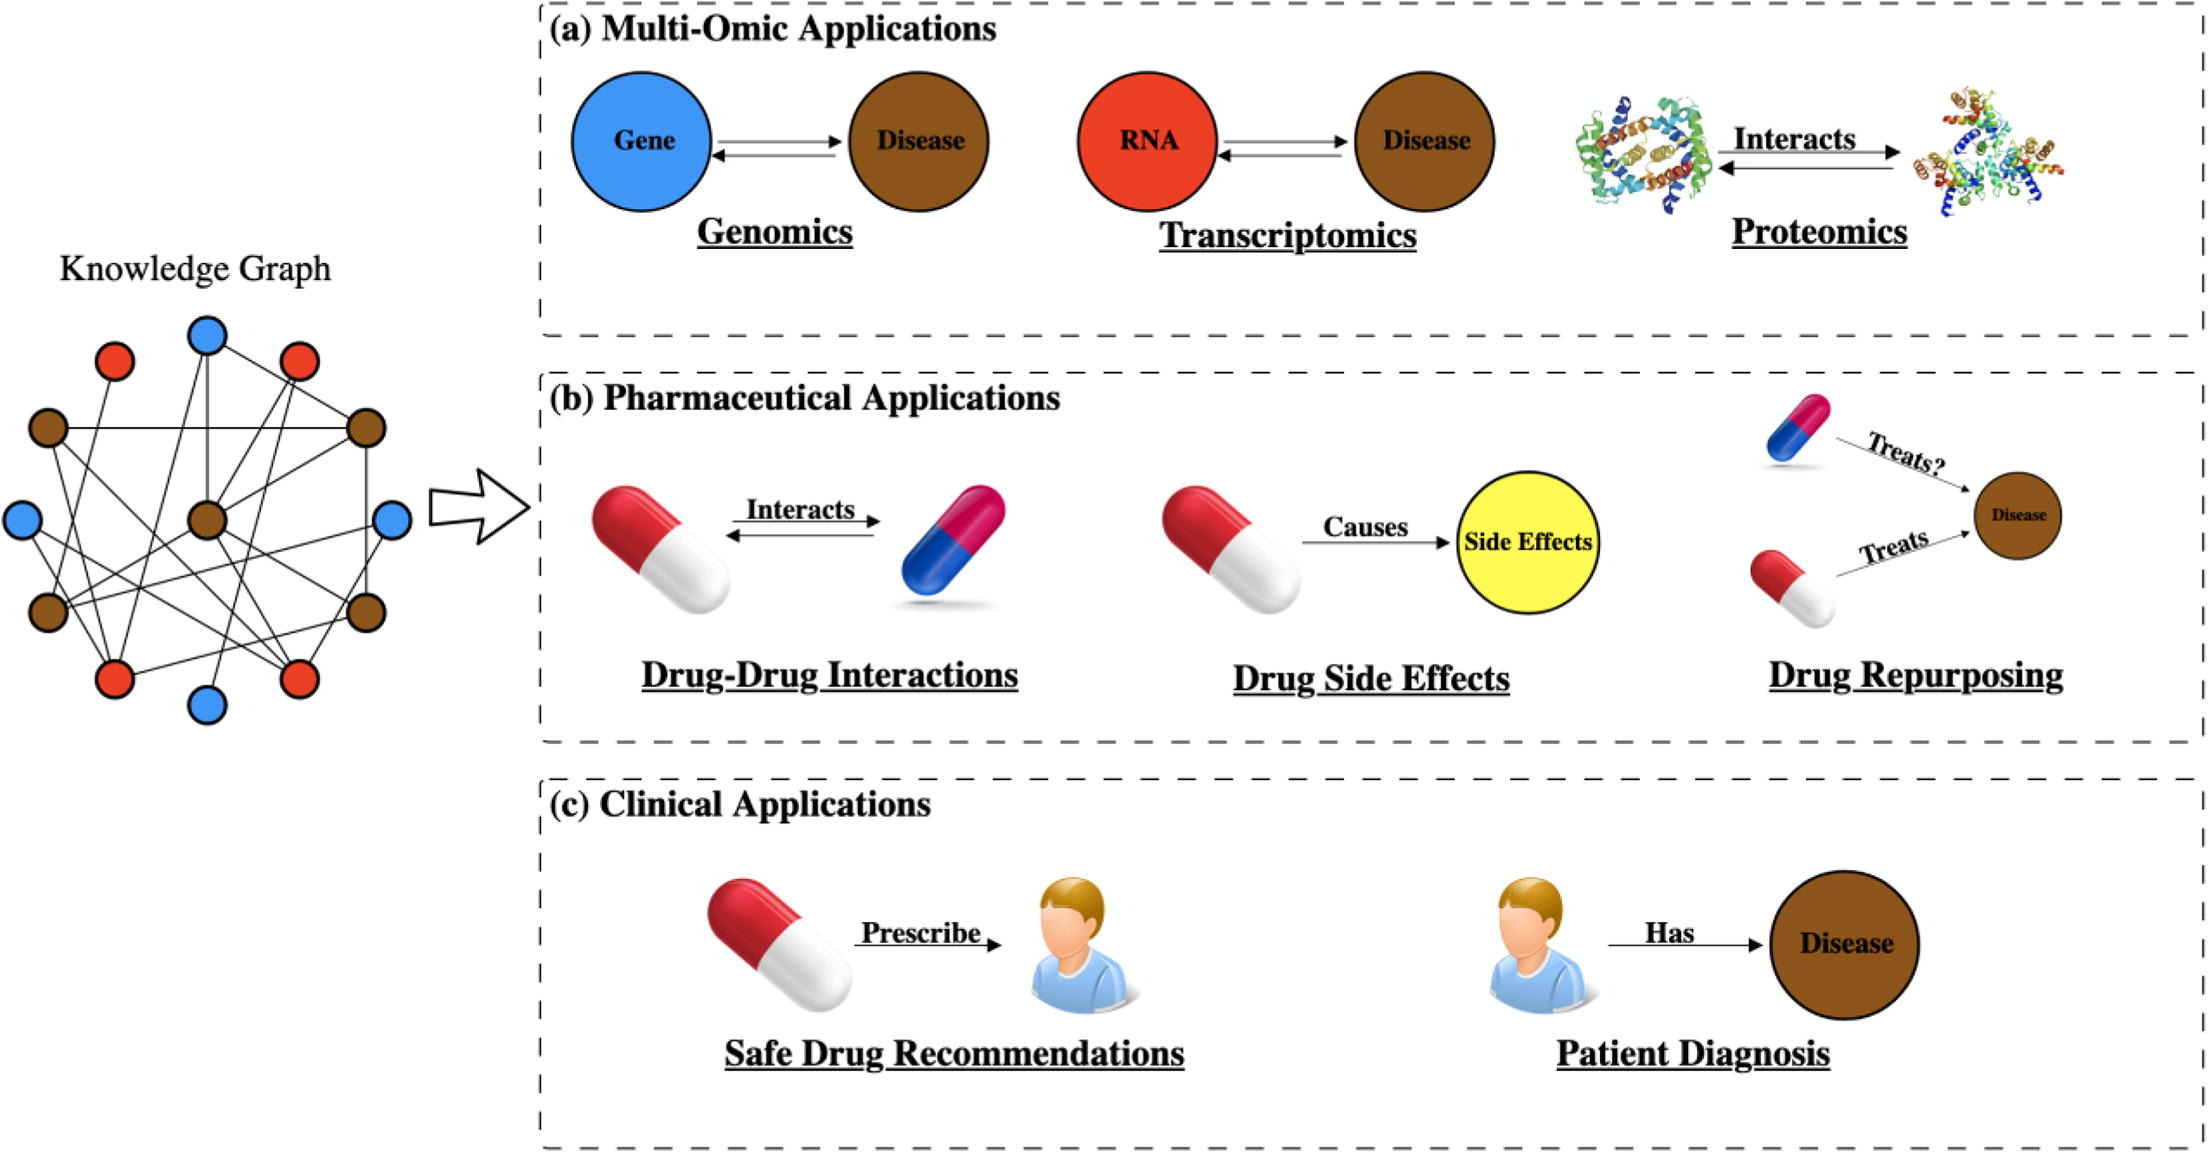 Knowledge Graph
(a) Multi-Omic Applications
Gene
Disease
Genomics
RNA
Disease
Transcriptomics
Interacts
Proteomics
(b) Pharmaceutical Applications
Interacts
Drug-Drug Interactions
Causes
Side Effects
Drug Side Effects
Treats?
Treats
Disease
Drug Repurposing
(c) Clinical Applications
Prescribe
Safe Drug Recommendations
Has
Disease
Patient Diagnosis